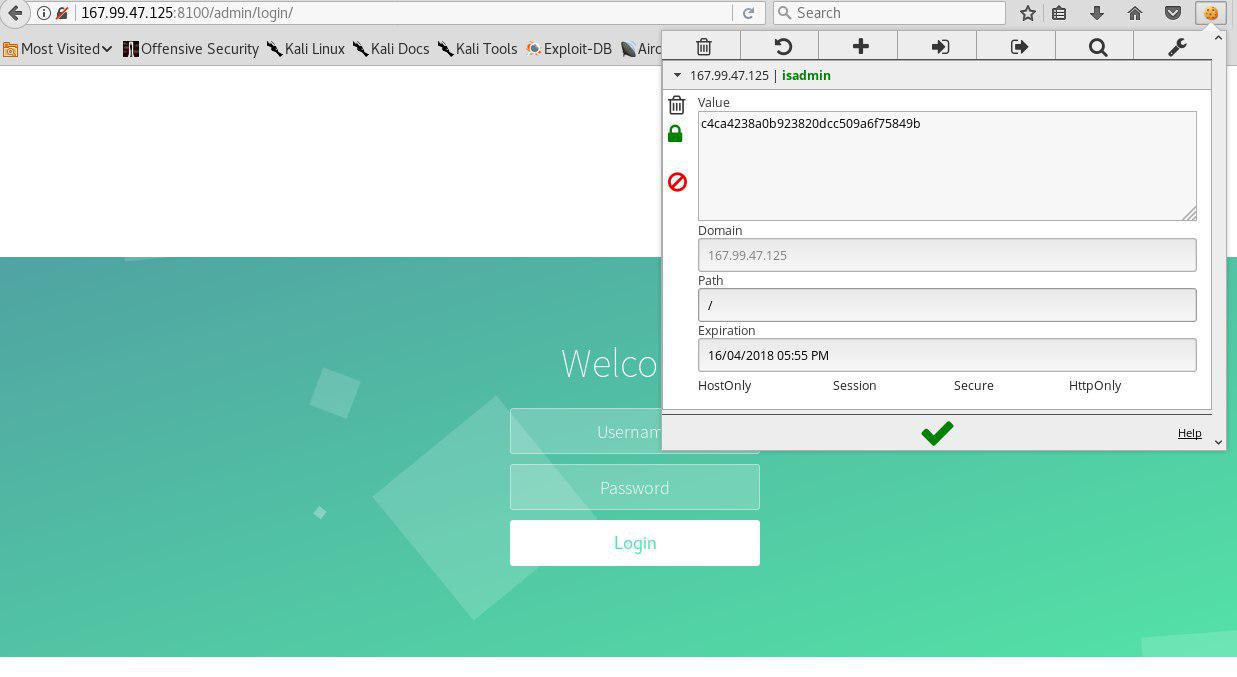 167.99.47.125:8100/admin/login/
Search
Most Visited Offensive Security Kali Linux Kali Docs Kali Tools Exploit-DB Airc
167.99.47.125 | isadmin
Value
c4ca4238a0b923820dcc509a6f75849b
Domain
167.99.47.125
Path
/
Expiration
16/04/2018 05:55 PM
HostOnly Session Secure HttpOnly
Help
Welco
Usernam
Password
Login